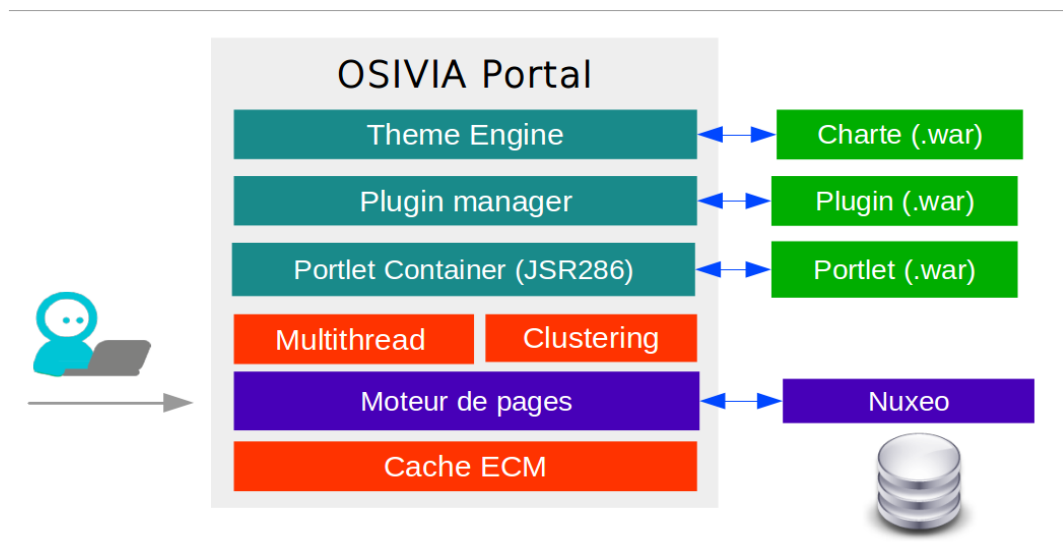 OSIVIA Portal
Theme Engine
Charte (.war)
Plugin manager
Plugin (.war)
Portlet Container (JSR286)
Portlet (.war)
Multithread
Clustering
Moteur de pages
Nuxeo
Cache ECM